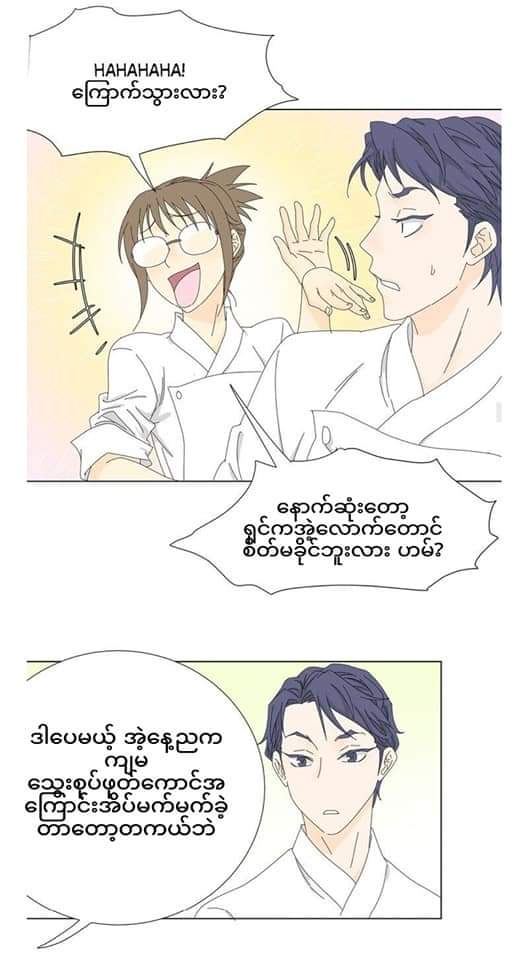 HAHAHAHA!
ကြောက်သွားလား?
နောက်ဆုံးတော့
ရှင်ကအဲ့လောက်တောင်
စိတ်မခိုင်ဘူးလား ဟမ်?
ဒါပေမယ့် အဲ့နေ့ညက
ကျမ
သွေးစုပ်ဖုတ်ကောင်အ
ကြောင်းအိပ်မက်မက်ခဲ့
တာတော့တကယ်ဘဲ